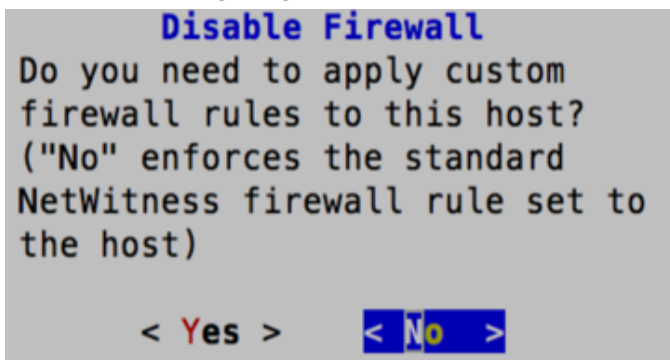 Disable Firewall
Do you need to apply custom
firewall rules to this host?
("No" enforces the standard
NetWitness firewall rule set to
the host)
< Yes > < No >